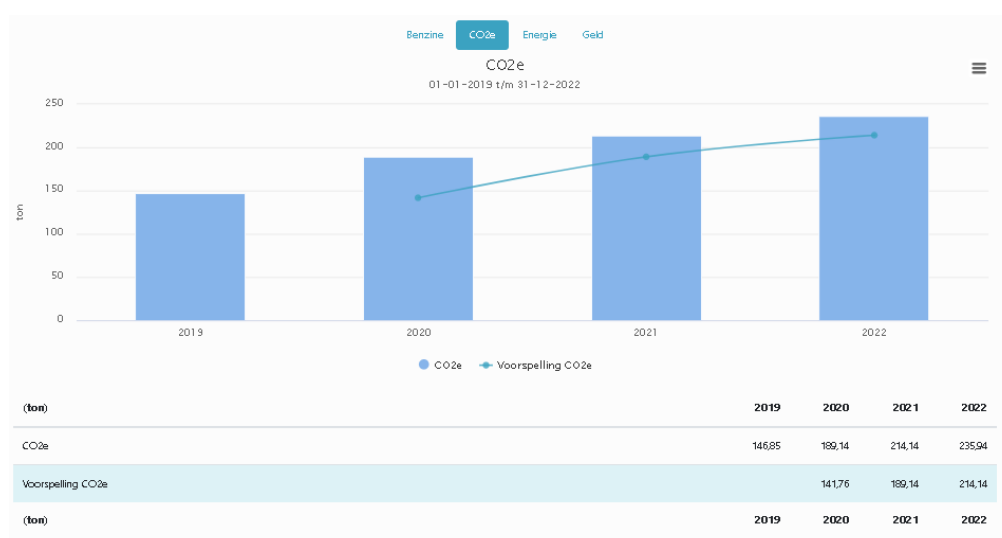 Benzine CO2e Energie Geld
CO2e
01-01-2019 t/m 31-12-2022
250
200
150
100
50
0
ton
2019 2020 2021 2022
CO2e Voorspelling CO2e
(ton) 2019 2020 2021 2022
CO2e 146,85 189,14 214,14 235,94
Voorspelling CO2e 141,76 189,14 214,14
(ton) 2019 2020 2021 2022